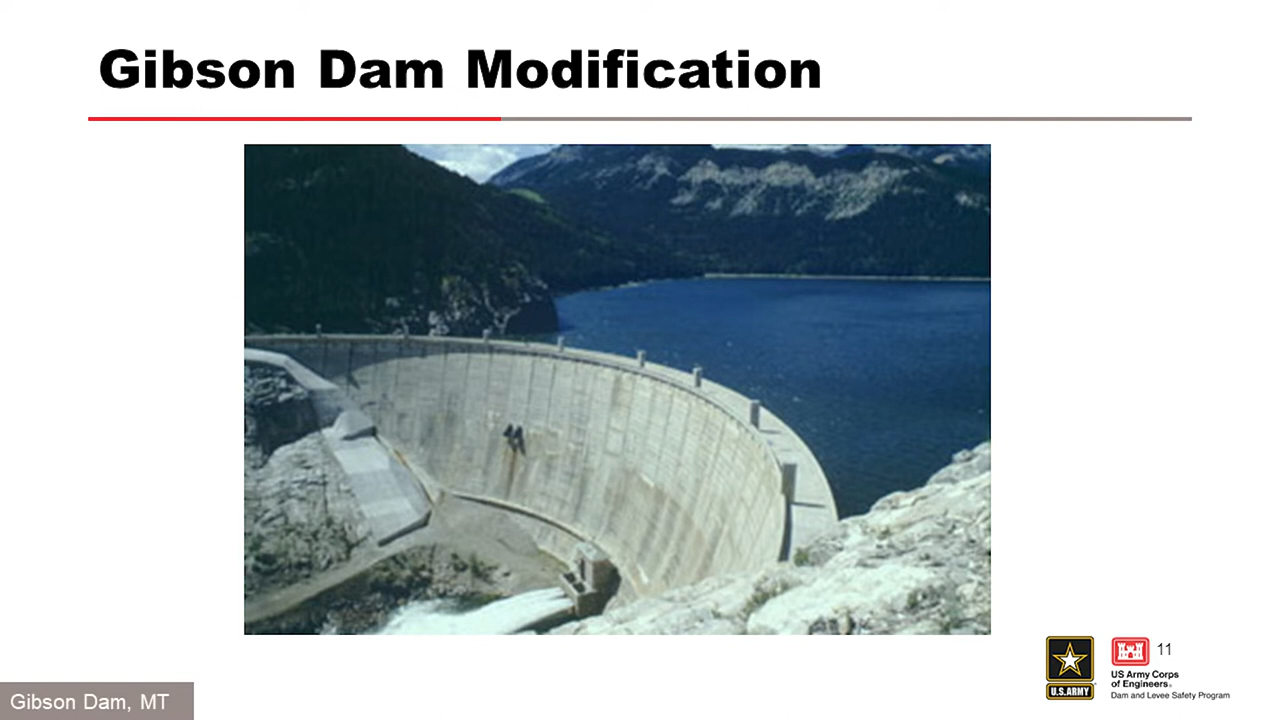 Gibson Dam Modification
11
U.S.ARMY
US Army Corps
of Engineers®
Dam and Levee Safety Program
Gibson Dam, MT